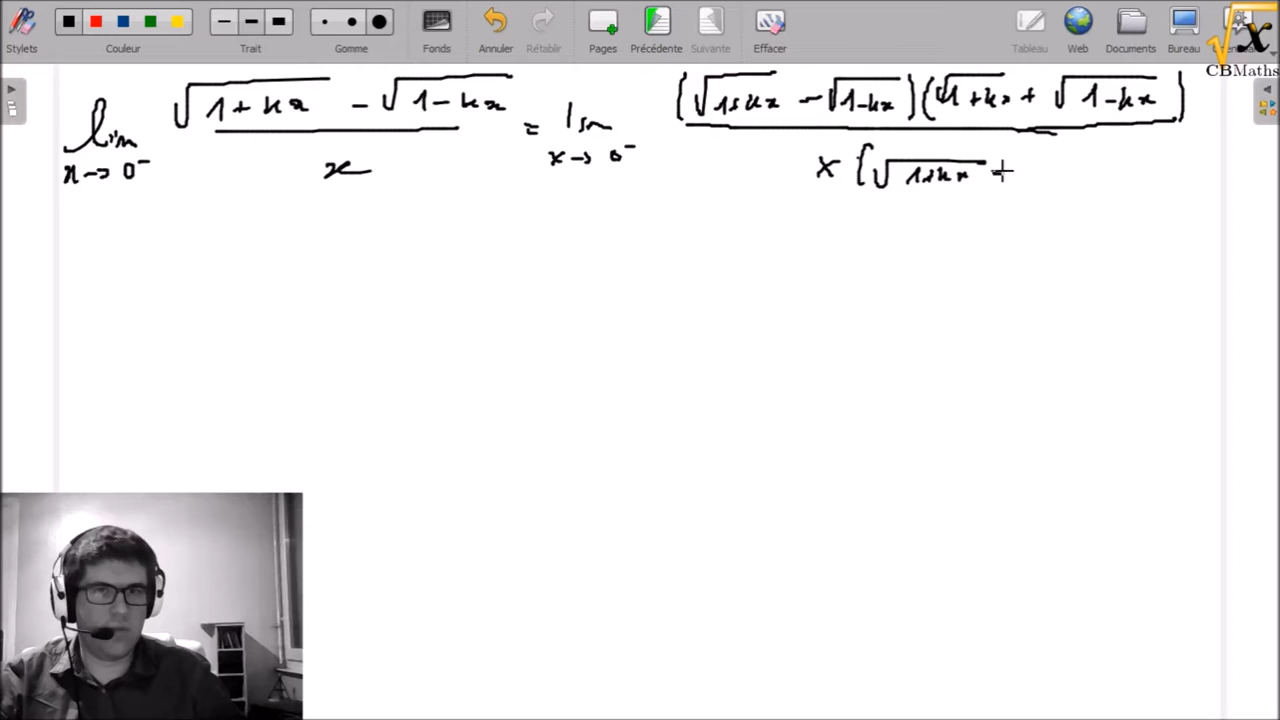 Stylets Couleur Trait Gomme Fonds Annuler Rétablir Pages Précédente Suivante Effacer Tableau Web Documents Bureau
CBMaths
lim x→0⁻ (√(1+kx) − √(1−kx)) / x = lim x→0⁻ (√(1+kx) − √(1−kx))(√(1+kx) + √(1−kx)) / x (√(1+kx) +